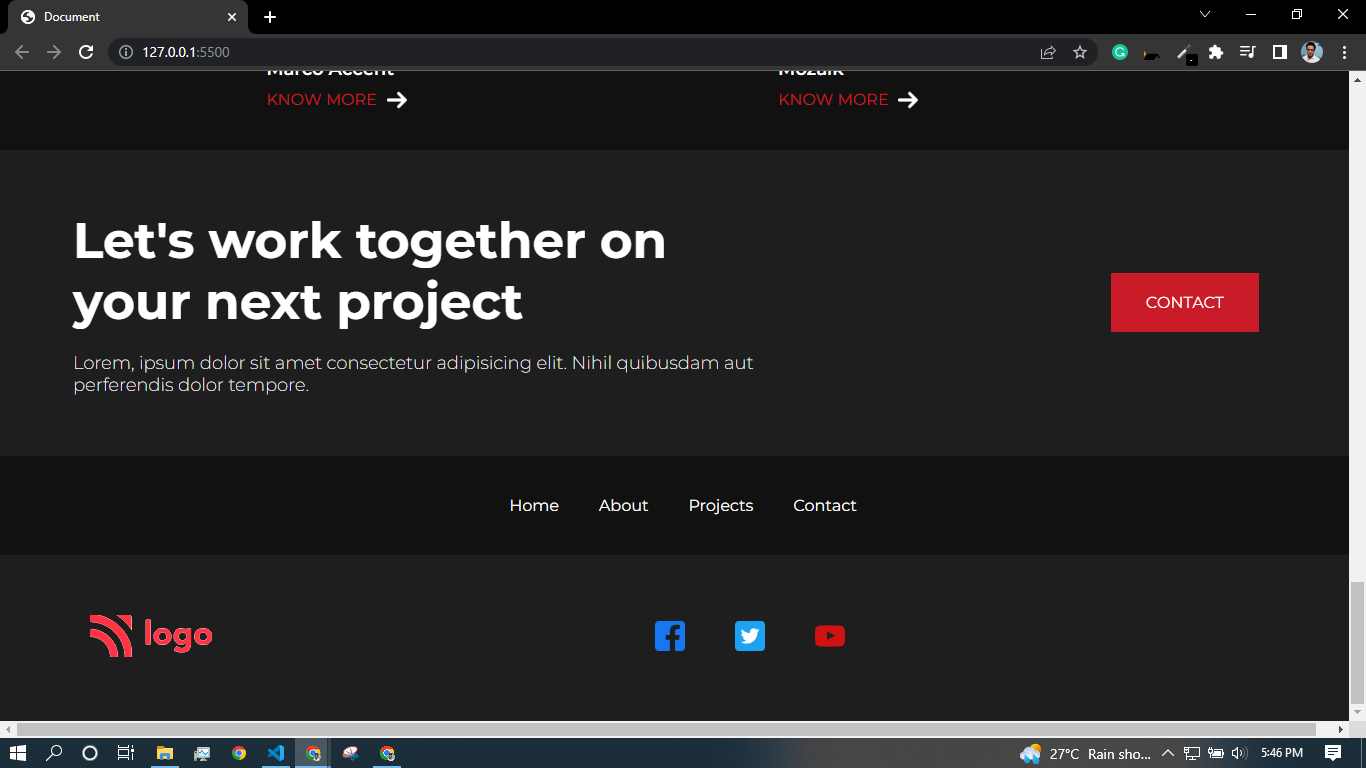 Document
127.0.0.1:5500
Marco Accent
Mozaik
KNOW MORE
KNOW MORE
Let's work together on
your next project
Lorem, ipsum dolor sit amet consectetur adipisicing elit. Nihil quibusdam aut
perferendis dolor tempore.
CONTACT
Home About Projects Contact
logo
27°C Rain sho...
5:46 PM